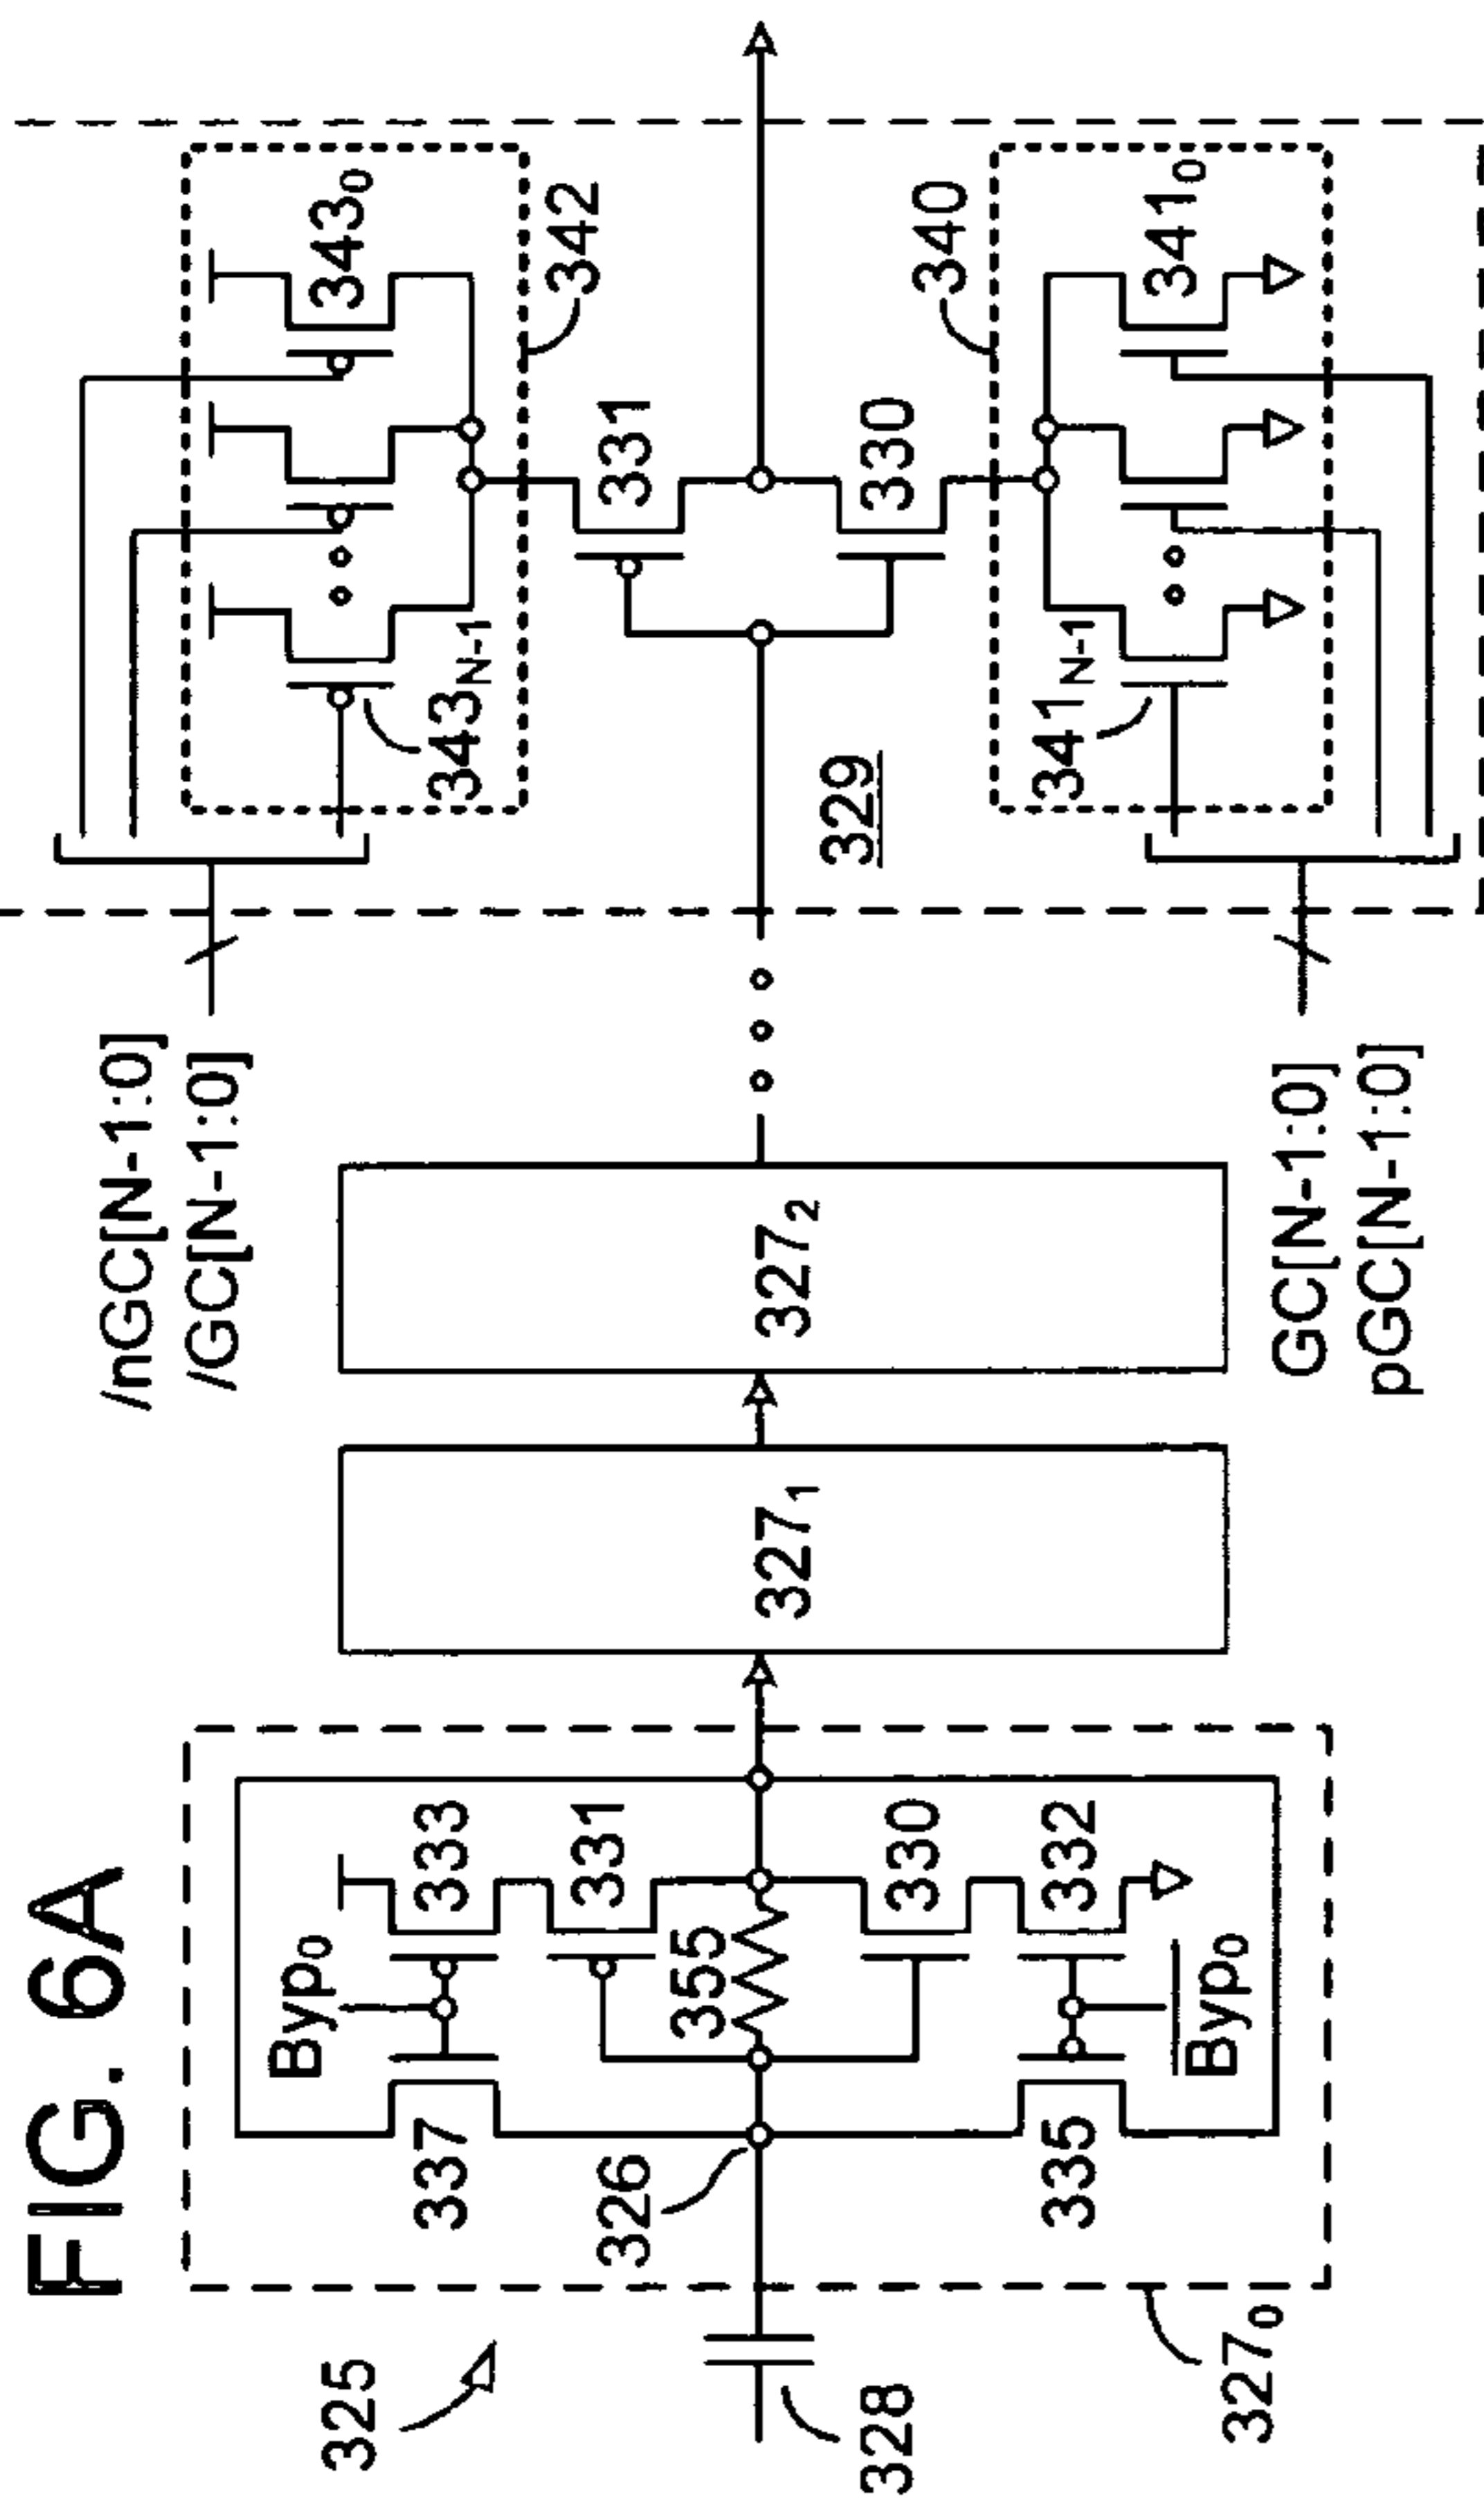 FIG. 6A
325
328
327₀
326
337
335
Byp₀
Byp₀
333
331
355
330
332
327₁
327₂
/nGC[N-1:0]
/GC[N-1:0]
GC[N-1:0]
pGC[N-1:0]
329
343N-1
343₀
342
331
330
340
341N-1
341₀